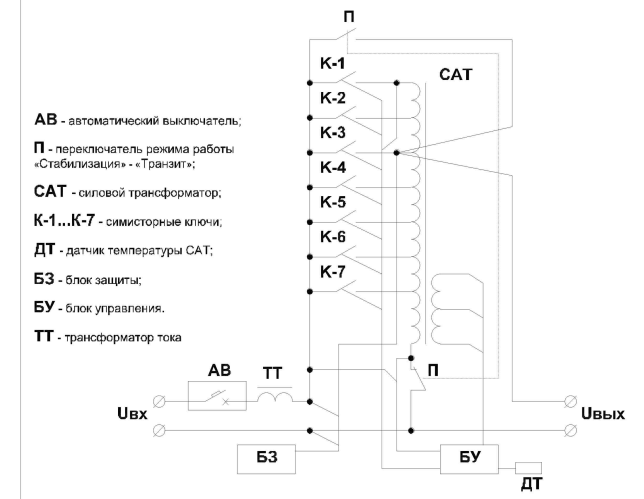 П
К-1
САТ
К-2
К-3
К-4
К-5
К-6
К-7
АВ - автоматический выключатель;
П - переключатель режима работы
«Стабилизация» - «Транзит»;
САТ - силовой трансформатор;
К-1...К-7 - симисторные ключи;
ДТ - датчик температуры САТ;
БЗ - блок защиты;
БУ - блок управления.
ТТ - трансформатор тока
АВ
ТТ
П
Uвх
Uвых
БЗ
БУ
ДТ